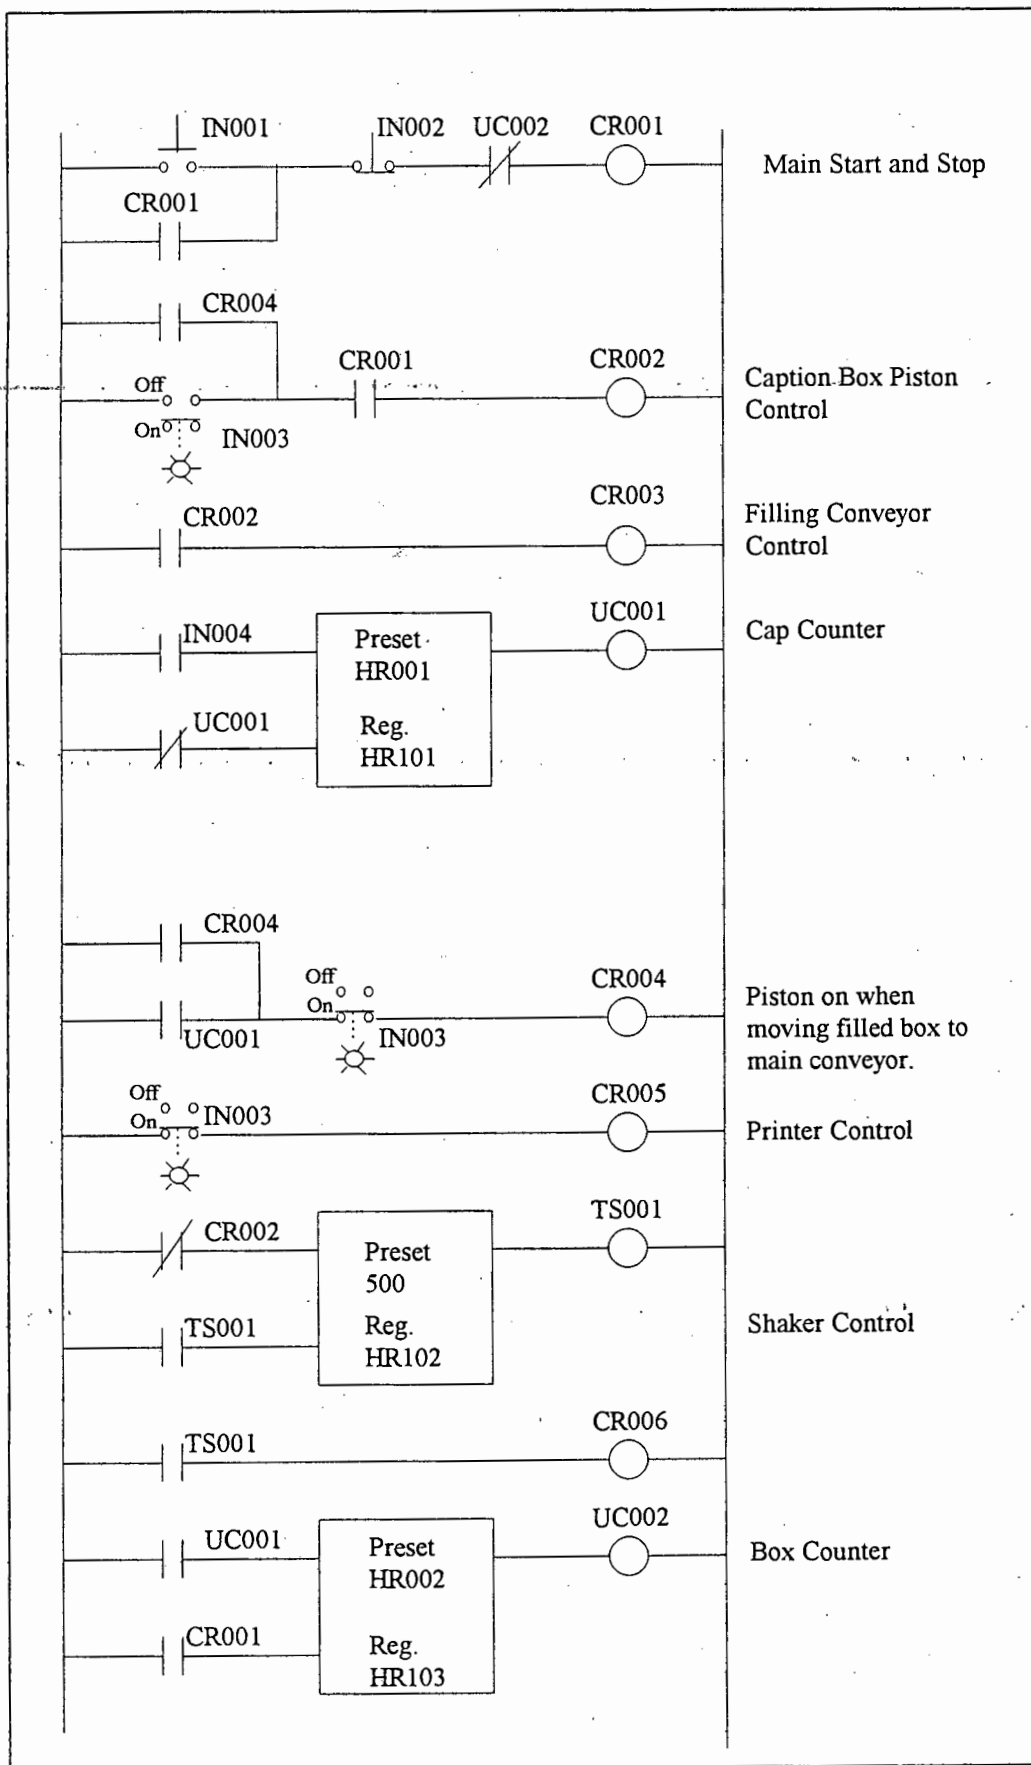 IN001 IN002 UC002 CR001
Main Start and Stop
CR001
CR004
CR001 CR002
Off
On
IN003
Caption Box Piston
Control
CR002
CR003
Filling Conveyor
Control
IN004
Preset
HR001
UC001
Cap Counter
UC001
Reg.
HR101
CR004
Off
On
UC001
IN003
CR004
Piston on when
moving filled box to
main conveyor.
Off
On
IN003
CR005
Printer Control
CR002
Preset
500
TS001
TS001
Reg.
HR102
Shaker Control
TS001
CR006
UC001
Preset
HR002
UC002
Box Counter
CR001
Reg.
HR103